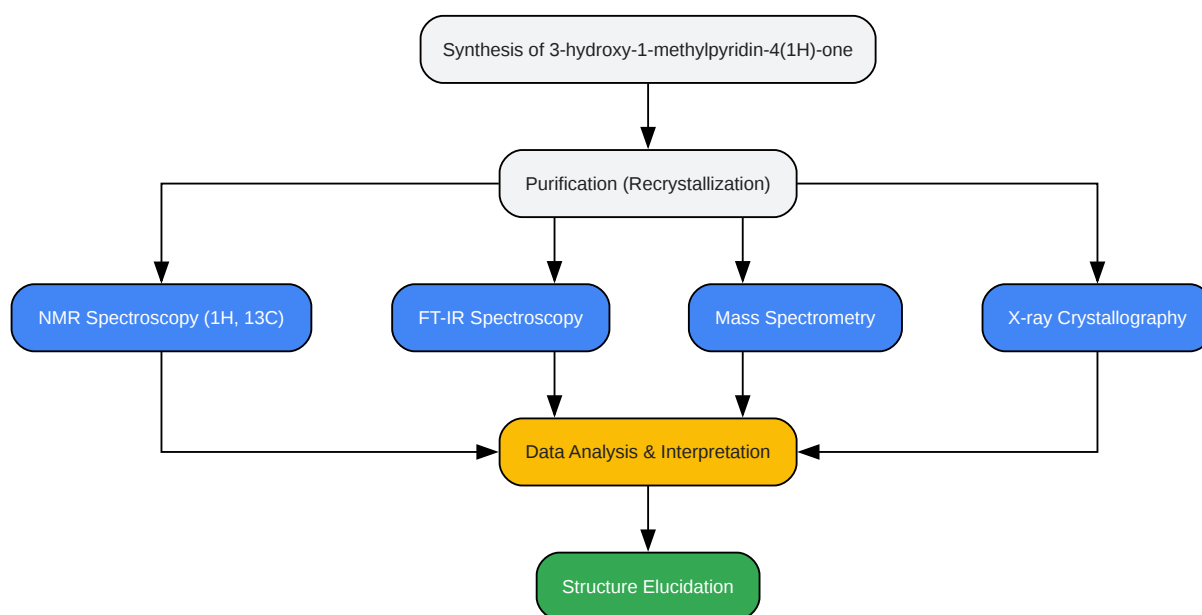 Synthesis of 3-hydroxy-1-methylpyridin-4(1H)-one
Purification (Recrystallization)
NMR Spectroscopy (1H, 13C)
FT-IR Spectroscopy
Mass Spectrometry
X-ray Crystallography
Data Analysis & Interpretation
Structure Elucidation